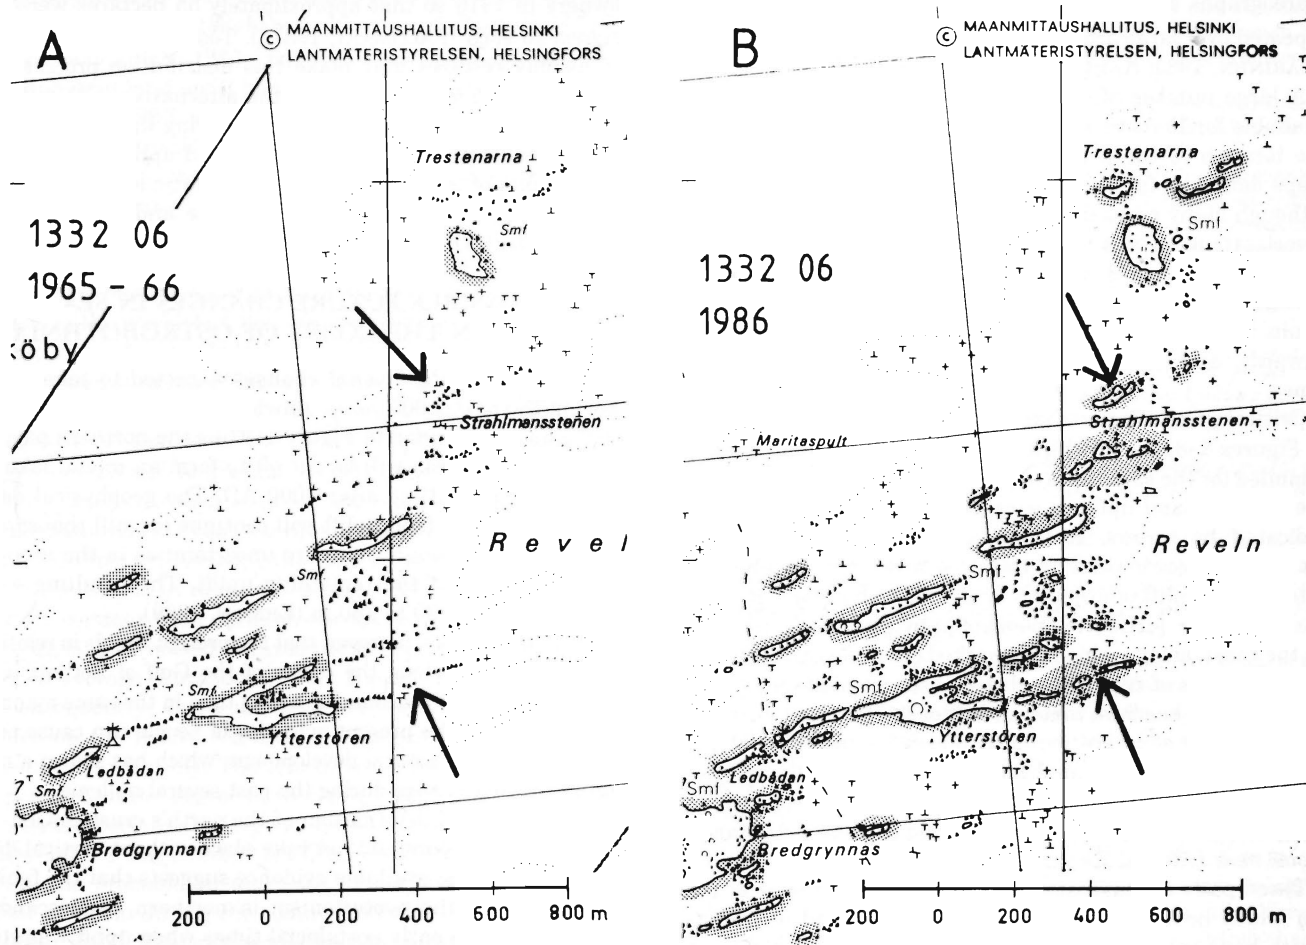 A
© MAANMITTAUSHALLITUS, HELSINKI
LANTMÄTERISTYRELSEN, HELSINGFORS
Trestenarna
1332 06
Smf
1965 - 66
köby
Strahlmansstenen
Revel
Smf
Smf
Ytterstören
Ledbådan
7 Smf
Bredgrynnan
200 0 200 400 600 800 m
B
© MAANMITTAUSHALLITUS, HELSINKI
LANTMÄTERISTYRELSEN, HELSINGFORS
Trestenarna
Smf
1332 06
1986
Strahlmansstenen
Maritaspult
Reveln
Smf.
Smf
Ytterstören
Ledbådan
Smf
Bredgrynnas
200 0 200 400 600 800 m